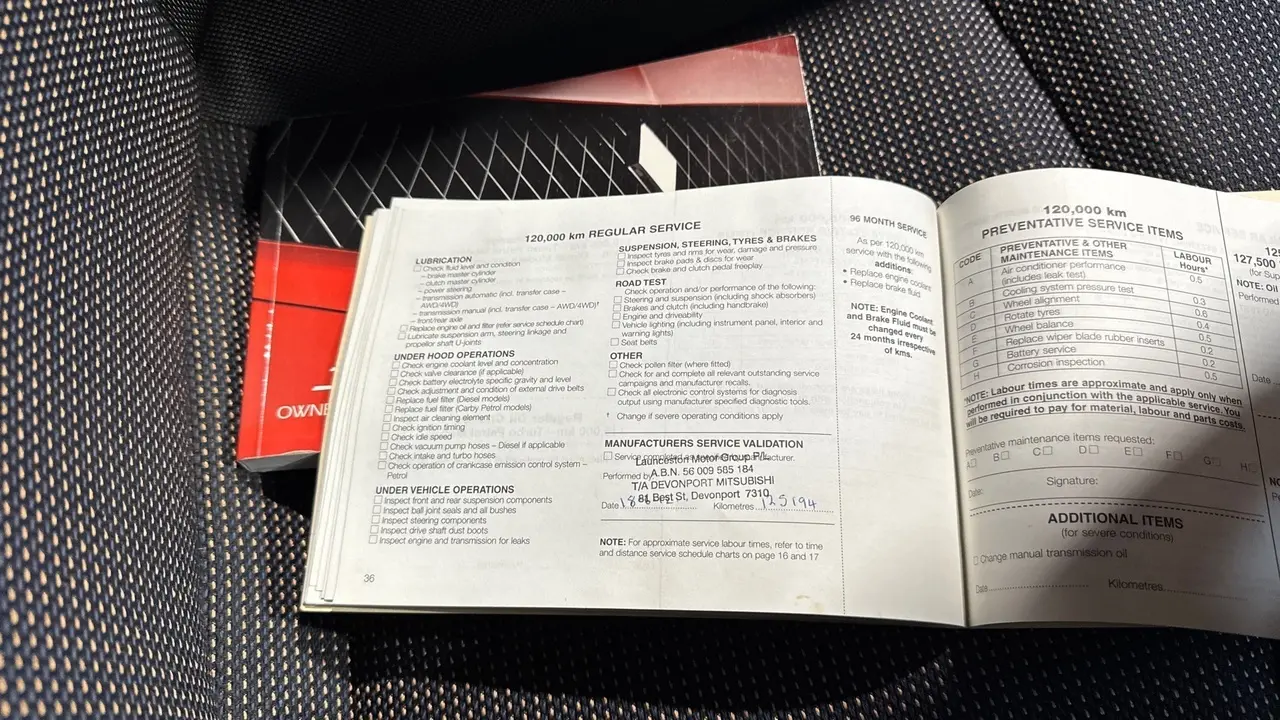 120,000 km REGULAR SERVICE
LUBRICATION
Check fluid level and condition
– brake master cylinder
– clutch master cylinder
– power steering
– transmission automatic (incl. transfer case –
AWD/4WD)
– transmission manual (incl. transfer case – AWD/4WD)†
– front/rear axle
Replace engine oil and filter (refer service schedule chart)
Lubricate suspension arm, steering linkage and
propellor shaft U-joints
UNDER HOOD OPERATIONS
Check engine coolant level and concentration
Check valve clearance (if applicable)
Check battery electrolyte specific gravity and level
Check adjustment and condition of external drive belts
Replace fuel filter (Diesel models)
Replace fuel filter (Carby Petrol models)
Inspect air cleaning element
Check ignition timing
Check idle speed
Check vacuum pump hoses – Diesel if applicable
Check intake and turbo hoses
Check operation of crankcase emission control system –
Petrol
UNDER VEHICLE OPERATIONS
Inspect front and rear suspension components
Inspect ball joint seals and all bushes
Inspect steering components
Inspect drive shaft dust boots
Inspect engine and transmission for leaks
36
SUSPENSION, STEERING, TYRES & BRAKES
Inspect tyres and rims for wear, damage and pressure
Inspect brake pads & discs for wear
Check brake and clutch pedal freeplay
ROAD TEST
Check operation and/or performance of the following:
Steering and suspension (including shock absorbers)
Brakes and clutch (including handbrake)
Engine and driveability
Vehicle lighting (including instrument panel, interior and
warning lights)
Seat belts
OTHER
Check pollen filter (where fitted)
Check for and complete all relevant outstanding service
campaigns and manufacturer recalls.
Check all electronic control systems for diagnosis
output using manufacturer specified diagnostic tools.
† Change if severe operating conditions apply
MANUFACTURERS SERVICE VALIDATION
Service completed as per manufacturer.
Launceston Motor Group P/L
Performed by
A.B.N. 56 009 585 184
T/A DEVONPORT MITSUBISHI
81 Best St, Devonport 7310
Date Kilometres 125194
NOTE: For approximate service labour times, refer to time
and distance service schedule charts on page 16 and 17
96 MONTH SERVICE
As per 120,000 km
service with the following
additions:
• Replace engine coolant
• Replace brake fluid
NOTE: Engine Coolant
and Brake Fluid must be
changed every
24 months irrespective
of kms.
120,000 km
PREVENTATIVE SERVICE ITEMS
CODE PREVENTATIVE & OTHER MAINTENANCE ITEMS LABOUR Hours*
A Air conditioner performance (includes leak test) 0.5
B Cooling system pressure test 0.3
C Wheel alignment 0.6
D Rotate tyres 0.4
E Wheel balance 0.5
Replace wiper blade rubber inserts 0.2
G Battery service 0.2
H Corrosion inspection 0.5
*NOTE: Labour times are approximate and apply only when
performed in conjunction with the applicable service. You
will be required to pay for material, labour and parts costs.
Preventative maintenance items requested:
A B C D E F G H
Date: Signature:
ADDITIONAL ITEMS
(for severe conditions)
Change manual transmission oil
Date Kilometres
127,500
(for Su
NOTE: Oil
Performed
Date
OWNE